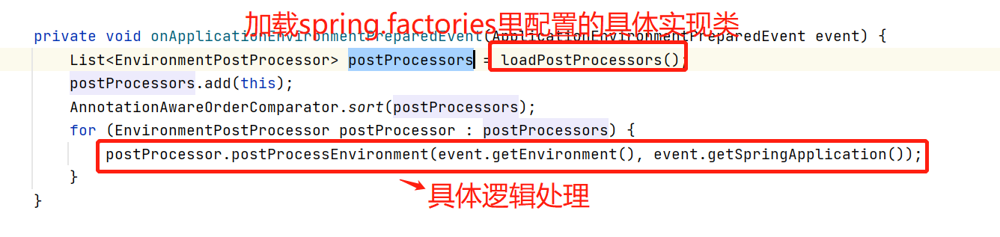 加载spring.factories里配置的具体实现类
private void onApplicationEnvironmentPreparedEvent(ApplicationEnvironmentPreparedEvent event) {
List<EnvironmentPostProcessor> postProcessors = loadPostProcessors();
postProcessors.add(this);
AnnotationAwareOrderComparator.sort(postProcessors);
for (EnvironmentPostProcessor postProcessor : postProcessors) {
postProcessor.postProcessEnvironment(event.getEnvironment(), event.getSpringApplication());
}
具体逻辑处理
}